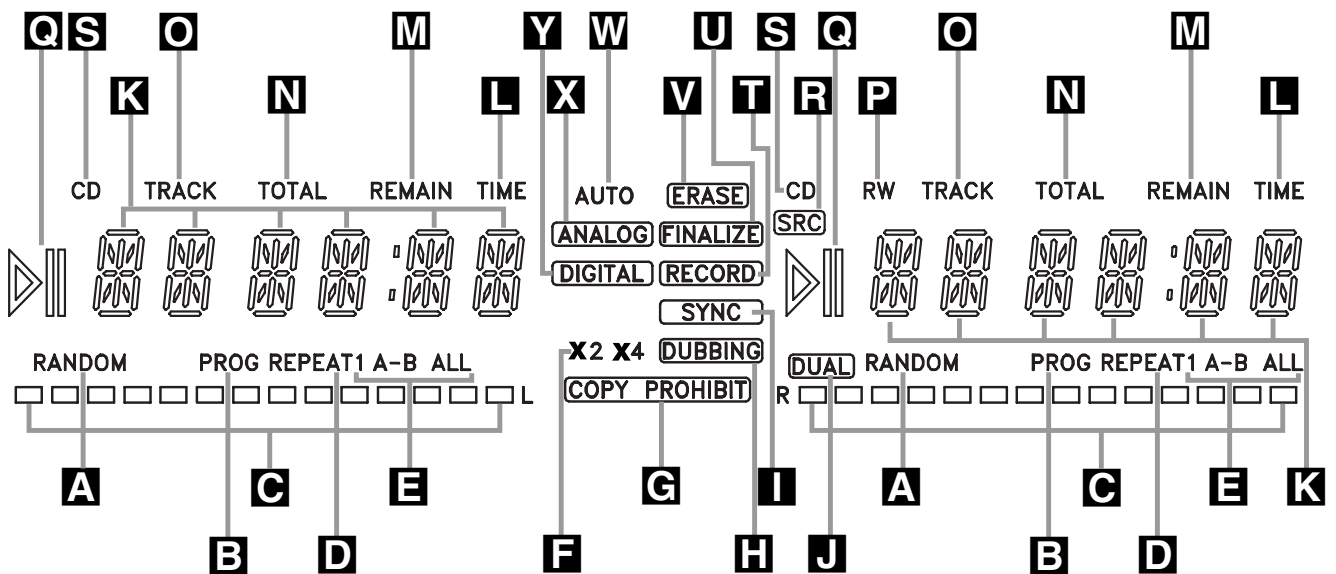 Q S O M Y W U S Q O M
K N L X V T R P N L
CD TRACK TOTAL REMAIN TIME AUTO ERASE CD RW TRACK TOTAL REMAIN TIME
SRC
ANALOG FINALIZE
DIGITAL RECORD
SYNC
RANDOM PROG REPEAT1 A-B ALL X2 X4 DUBBING DUAL RANDOM PROG REPEAT1 A-B ALL
L COPY PROHIBIT R
A C E G I A C E K
B D F H J B D